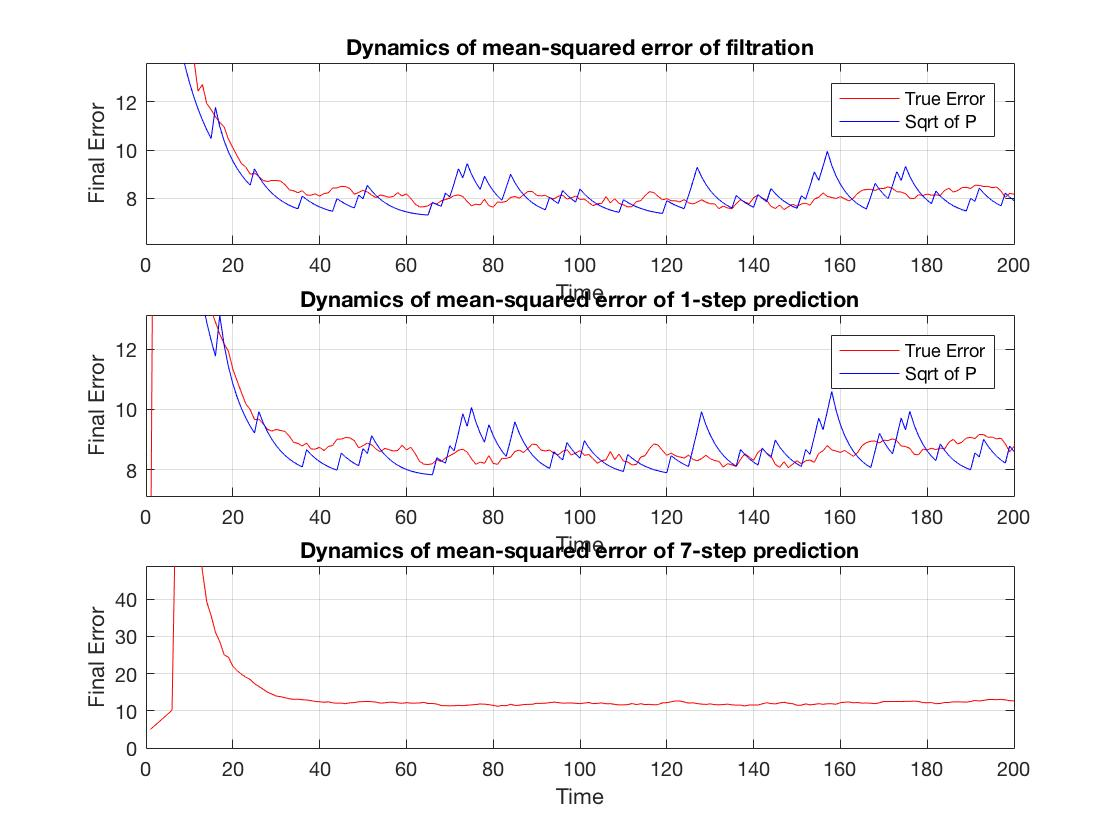 Dynamics of mean-squared error of filtration
Final Error
12
10
8
True Error
Sqrt of P
0 20 40 60 80 100 120 140 160 180 200
Time
Dynamics of mean-squared error of 1-step prediction
Final Error
12
10
8
True Error
Sqrt of P
0 20 40 60 80 100 120 140 160 180 200
Time
Dynamics of mean-squared error of 7-step prediction
Final Error
40
30
20
10
0
0 20 40 60 80 100 120 140 160 180 200
Time